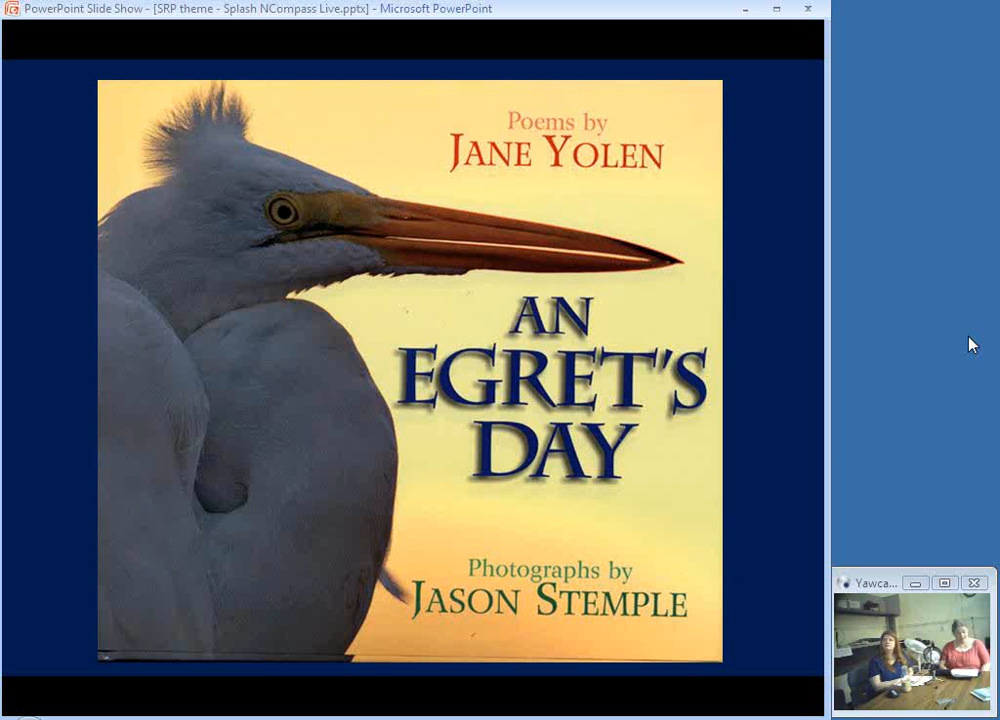 PowerPoint Slide Show - [SRP theme - Splash NCompass Live.pptx] - Microsoft PowerPoint
Poems by
JANE YOLEN
AN
EGRET'S
DAY
Photographs by
JASON STEMPLE
Yawca...